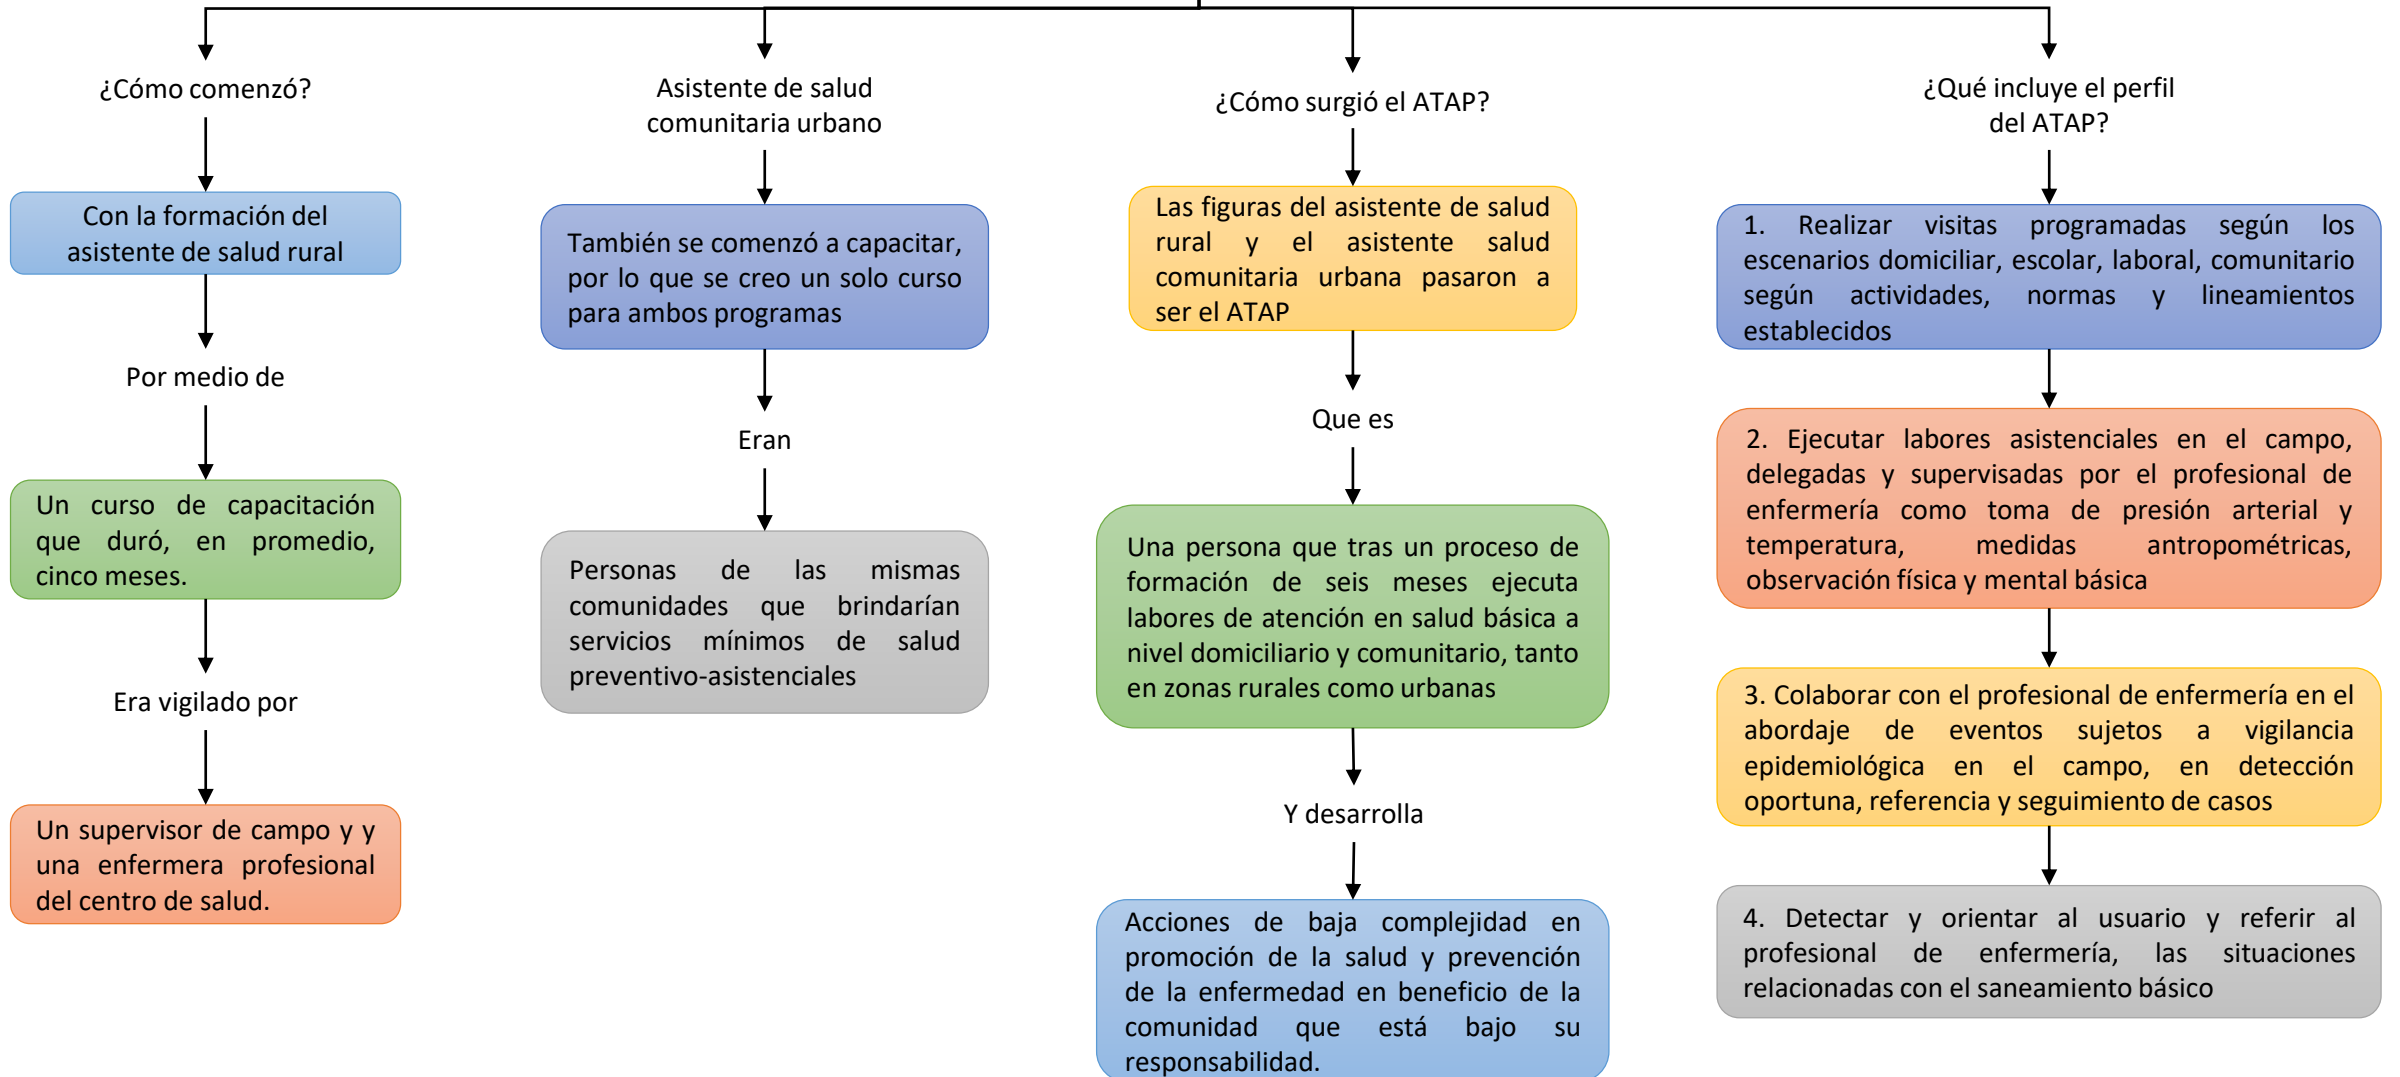 ¿Cómo comenzó?
Con la formación del
asistente de salud rural
Por medio de
Un curso de capacitación
que duró, en promedio,
cinco meses.
Era vigilado por
Un supervisor de campo y y
una enfermera profesional
del centro de salud.
Asistente de salud
comunitaria urbano
También se comenzó a capacitar,
por lo que se creo un solo curso
para ambos programas
Eran
Personas de las mismas
comunidades que brindarían
servicios mínimos de salud
preventivo-asistenciales
¿Cómo surgió el ATAP?
Las figuras del asistente de salud
rural y el asistente salud
comunitaria urbana pasaron a
ser el ATAP
Que es
Una persona que tras un proceso de
formación de seis meses ejecuta
labores de atención en salud básica a
nivel domiciliario y comunitario, tanto
en zonas rurales como urbanas
Y desarrolla
Acciones de baja complejidad en
promoción de la salud y prevención
de la enfermedad en beneficio de la
comunidad que está bajo su
responsabilidad.
¿Qué incluye el perfil
del ATAP?
1. Realizar visitas programadas según los
escenarios domiciliar, escolar, laboral, comunitario
según actividades, normas y lineamientos
establecidos
2. Ejecutar labores asistenciales en el campo,
delegadas y supervisadas por el profesional de
enfermería como toma de presión arterial y
temperatura, medidas antropométricas,
observación física y mental básica
3. Colaborar con el profesional de enfermería en el
abordaje de eventos sujetos a vigilancia
epidemiológica en el campo, en detección
oportuna, referencia y seguimiento de casos
4. Detectar y orientar al usuario y referir al
profesional de enfermería, las situaciones
relacionadas con el saneamiento básico